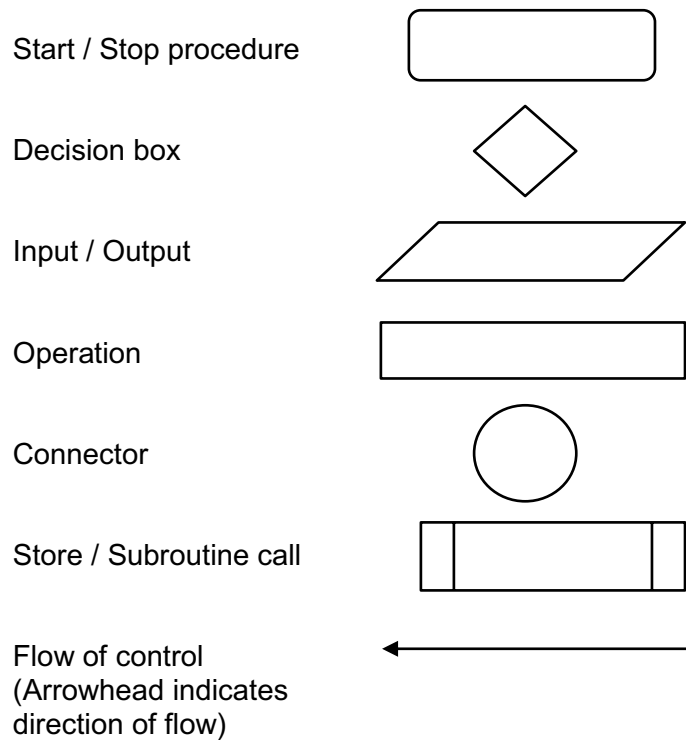 Start / Stop procedure
Decision box
Input / Output
Operation
Connector
Store / Subroutine call
Flow of control
(Arrowhead indicates
direction of flow)